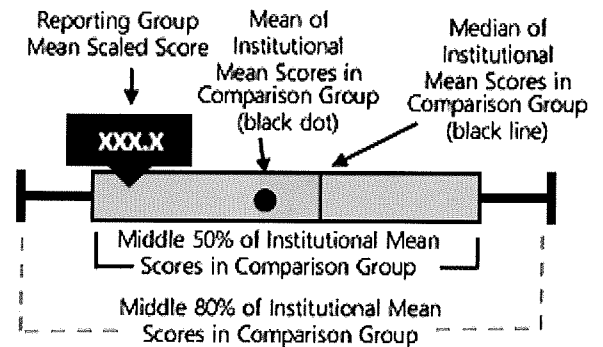 Reporting Group
Mean Scaled Score
Mean of
Institutional
Mean Scores in
Comparison Group
(black dot)
Median of
Institutional
Mean Scores in
Comparison Group
(black line)
XXX.X
Middle 50% of Institutional Mean
Scores in Comparison Group
Middle 80% of Institutional Mean
Scores in Comparison Group